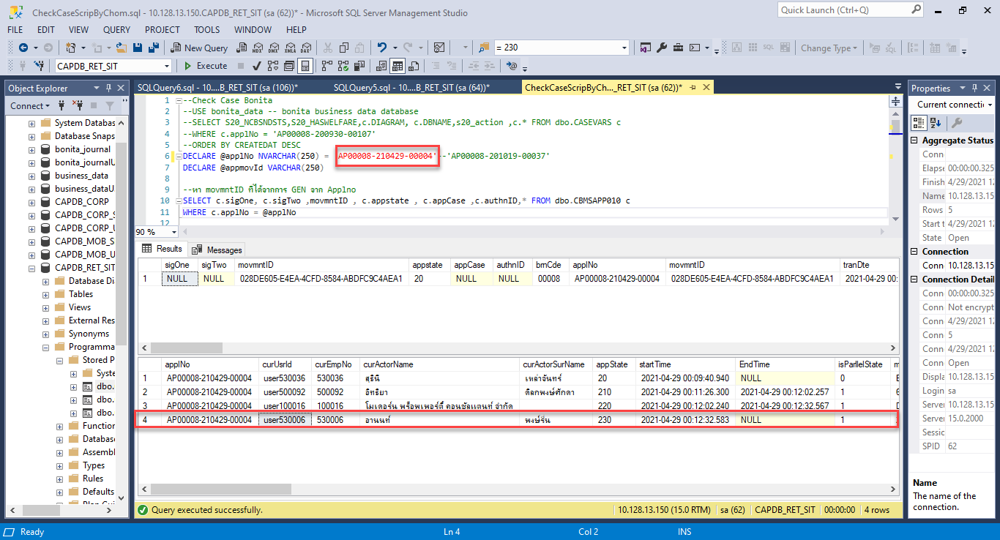 CheckCaseScripByChom.sql - 10.128.13.150.CAPDB_RET_SIT (sa (62))* - Microsoft SQL Server Management Studio
Quick Launch (Ctrl+Q)
FILE EDIT VIEW QUERY PROJECT TOOLS WINDOW HELP
New Query MDX DMX XMLA DAX = 230 SQL Change Type
CAPDB_RET_SIT Execute
Object Explorer
Connect
System Databas
Database Snaps
bonita_journal
bonita_journalU
business_data
business_dataU
CAPDB_CORP
CAPDB_CORP_S
CAPDB_CORP_U
CAPDB_MOB_S
CAPDB_MOB_U
CAPDB_RET_SIT
Database Di
Tables
Views
External Res
Synonyms
Programma
Stored P
Syste
dbo.
dbo.
dbo.
Function
Databas
Assembl
Types
Rules
Defaults
Plan Gui
SQLQuery6.sql - 10....B_RET_SIT (sa (106))* SQLQuery5.sql - 10....B_RET_SIT (sa (64))* CheckCaseScripByCh..._RET_SIT (sa (62))*
1 --Check Case Bonita
2 --USE bonita_data -- bonita business data database
3 --SELECT S20_NCBSNDSTS,S20_HASWELFARE,c.DIAGRAM, c.DBNAME,s20_action ,c.* FROM dbo.CASEVARS c
4 --WHERE c.applNo = 'AP00008-200930-00107'
5 --ORDER BY CREATEDAT DESC
6 DECLARE @applNo NVARCHAR(250) = AP00008-210429-00004'--'AP00008-201019-00037'
7 DECLARE @appmovId VARCHAR(250)
8
9 --หา movmntID ที่ได้จากการ GEN จาก Applno
10 SELECT c.sigOne, c.sigTwo ,movmntID , c.appstate , c.appCase ,c.authnID,* FROM dbo.CBMSAPP010 c
11 WHERE c.applNo = @applNo
12
90 %
Results Messages
sigOne sigTwo movmntID appstate appCase authnID bmCde applNo movmntID tranDte
1 NULL NULL 028DE605-E4EA-4CFD-8584-ABDFC9C4AEA1 20 NULL NULL 00008 AP00008-210429-00004 028DE605-E4EA-4CFD-8584-ABDFC9C4AEA1 2021-04-29 00:
applNo curUsrId curEmpNo curActorName curActorSurName appState startTime EndTime isParllelState m
1 AP00008-210429-00004 user530036 530036 สุธินี เหล่าจันทร์ 20 2021-04-29 00:09:40.940 NULL 0
2 AP00008-210429-00004 user500092 500092 อิทธิยา ดิลกพงษ์ศักดา 210 2021-04-29 00:11:26.300 2021-04-29 00:12:02.257 1 6
3 AP00008-210429-00004 user100016 100016 โมเดอร์น พร็อพเพอร์ตี้ คอนซัลแตนท์ จำกัด 220 2021-04-29 00:12:02.240 2021-04-29 00:12:32.567 1
4 AP00008-210429-00004 user530006 530006 อานนท์ พงษ์รื่น 230 2021-04-29 00:12:32.583 NULL 1
Query executed successfully. 10.128.13.150 (15.0 RTM) sa (62) CAPDB_RET_SIT 00:00:00 4 rows
Properties
Current connectio
Aggregate Status
Conn
Elapse 00:00:00.325
Finish 4/29/2021 12
Name 10.128.13.15
Rows 5
Start t 4/29/2021 12
State Open
Connection
Conn 10.128.13.15
Connection Detail
Conn 00:00:00.325
Conn Not encrypt
Conn 4/29/2021 12
Conn 5
Conn 4/29/2021 12
Conn Open
Displa 10.128.13.15
Login sa
Server 10.128.13.15
Server 15.0.2000
Sessic
SPID 62
Name
The name of the
connection.
Ready Ln 4 Col 2 INS